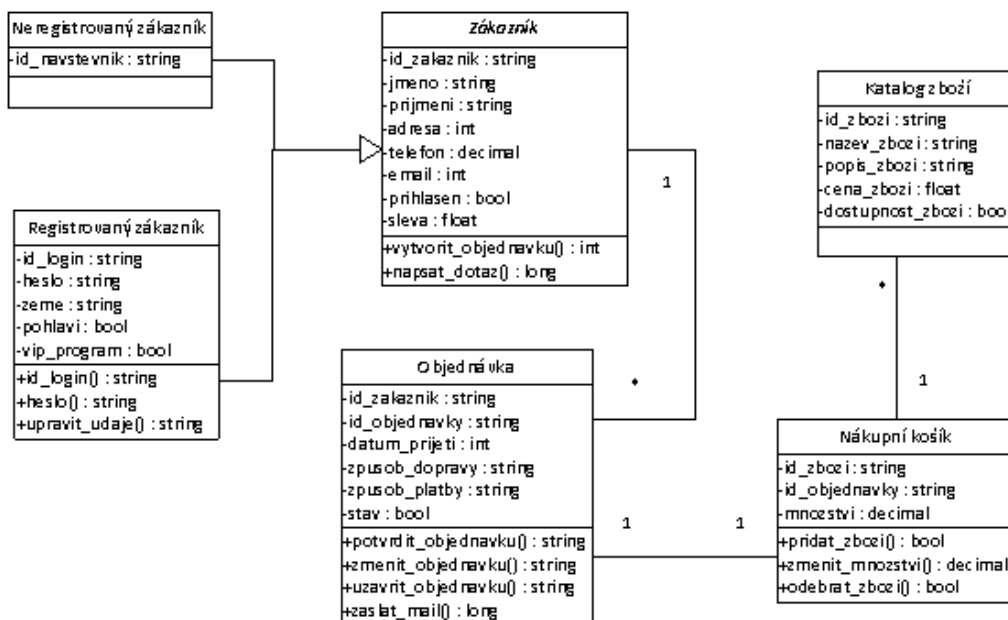 Neregistrovaný zákazník
-id_navstevnik : string
Zákazník
-id_zakaznik : string
-jmeno : string
-prijmeni : string
-adresa : int
-telefon : decimal
-email : int
-prihlasen : bool
-sleva : float
+vytvorit_objednavku() : int
+napsat_dotaz() : long
Katalog zboží
-id_zbozi : string
-nazev_zbozi : string
-popis_zbozi : string
-cena_zbozi : float
-dostupnost_zbozi : bool
Registrovaný zákazník
-id_login : string
-heslo : string
-zeme : string
-pohlavi : bool
-vip_program : bool
+id_login() : string
+heslo() : string
+upravit_udaje() : string
1
*
*
1
Objednávka
-id_zakaznik : string
-id_objednavky : string
-datum_prijeti : int
-zpusob_dopravy : string
-zpusob_platby : string
-stav : bool
+potvrdit_objednavku() : string
+zmenit_objednavku() : string
+uzavrit_objednavku() : string
+zaslat_mail() : long
1
1
Nákupní košík
-id_zbozi : string
-id_objednavky : string
-mnozstvi : decimal
+pridat_zbozi() : bool
+zmenit_mnozstvi() : decimal
+odebrat_zbozi() : bool